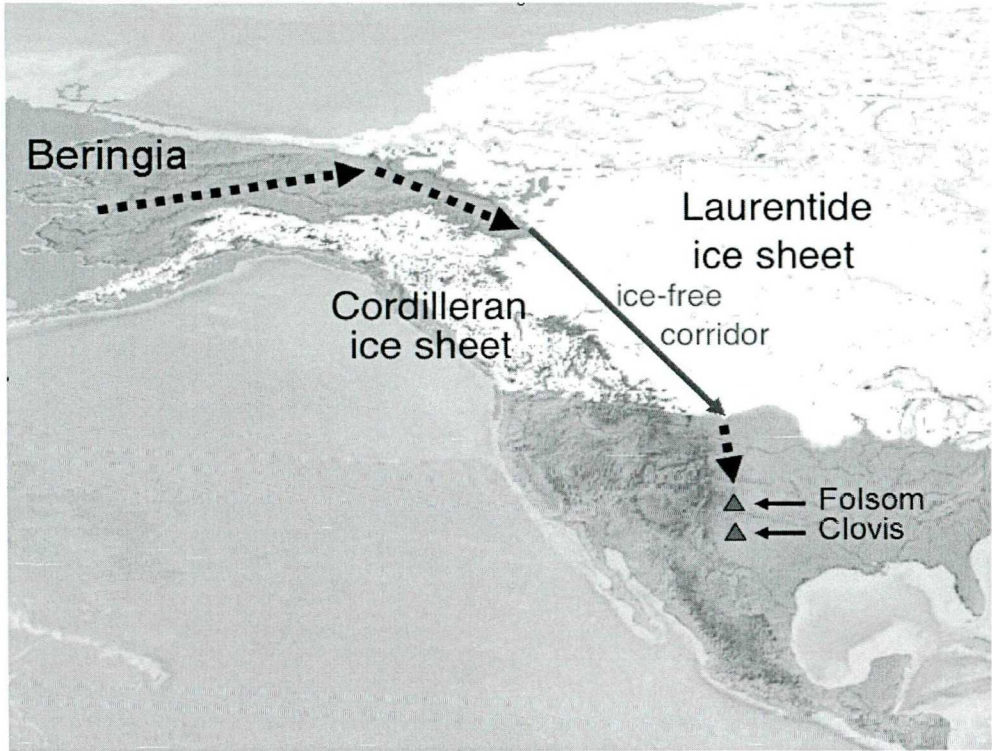 Beringia
Laurentide
ice sheet
ice-free
corridor
Cordilleran
ice sheet
Folsom
Clovis